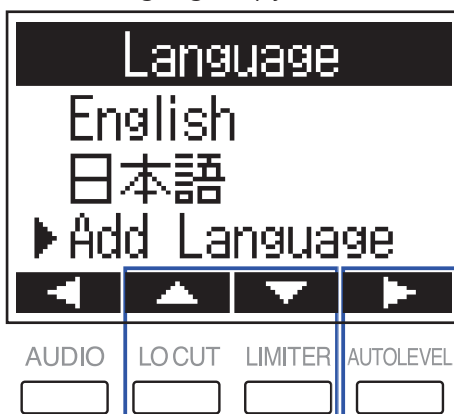 Language
English
日本語
Add Language
AUDIO LO CUT LIMITER AUTOLEVEL